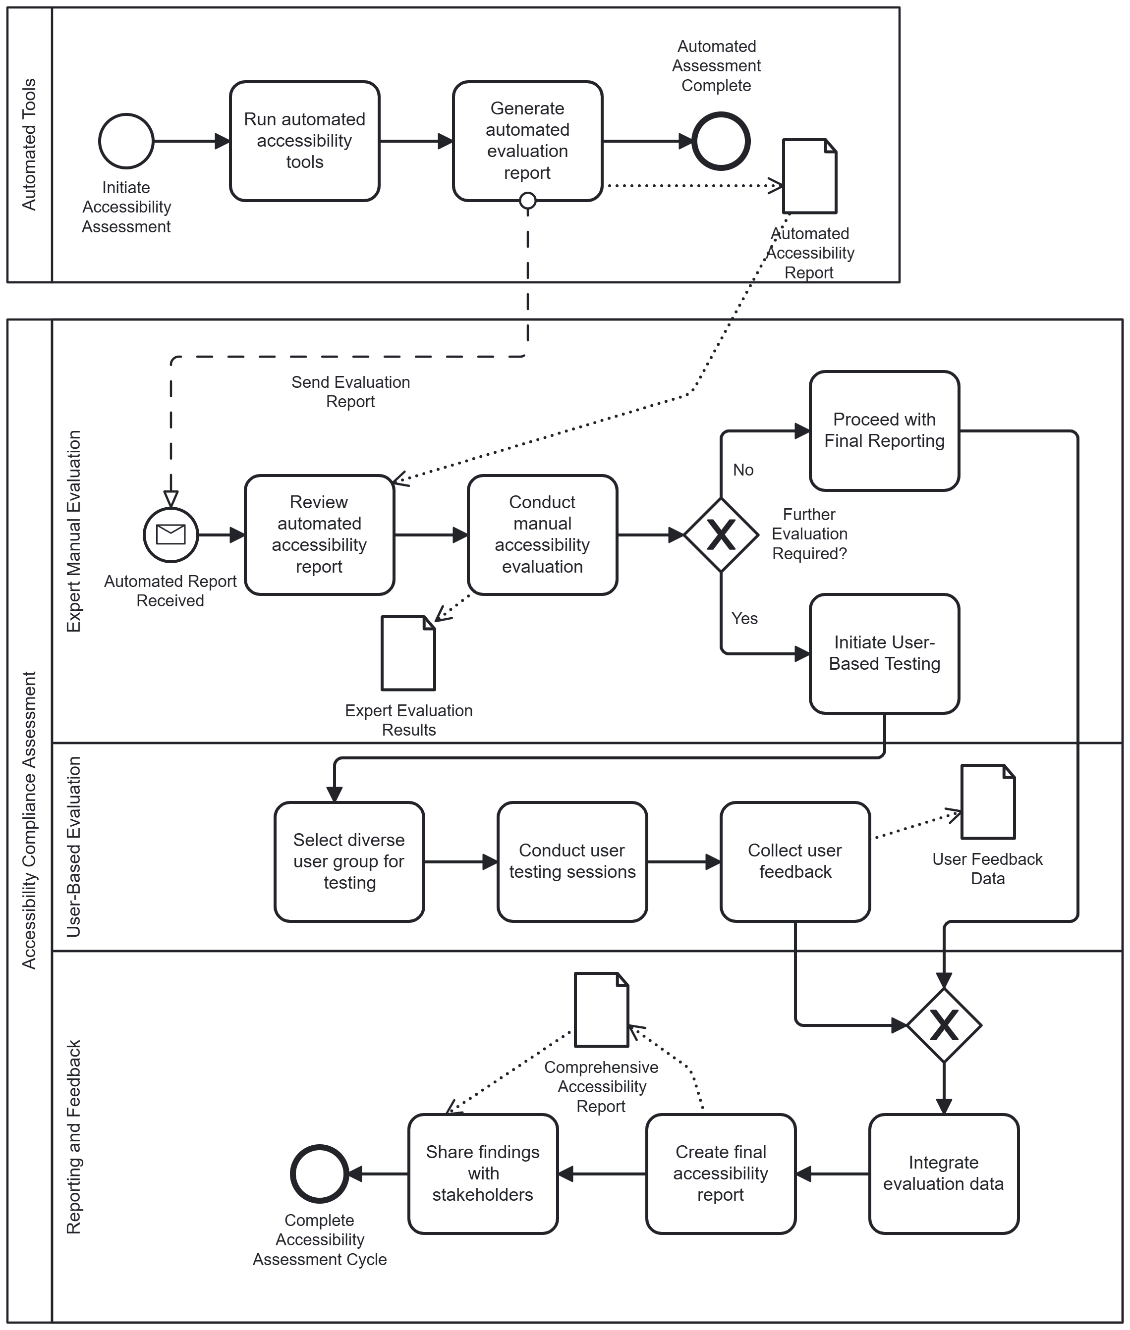 Automated Tools
Initiate
Accessibility
Assessment
Run automated
accessibility
tools
Generate
automated
evaluation
report
Automated
Assessment
Complete
Automated
Accessibility
Report
Accessibility Compliance Assessment
Expert Manual Evaluation
Send Evaluation
Report
Automated Report
Received
Review
automated
accessibility
report
Conduct
manual
accessibility
evaluation
Expert Evaluation
Results
Further
Evaluation
Required?
No
Yes
Proceed with
Final Reporting
Initiate User-
Based Testing
User-Based Evaluation
Select diverse
user group for
testing
Conduct user
testing sessions
Collect user
feedback
User Feedback
Data
Reporting and Feedback
Comprehensive
Accessibility
Report
Integrate
evaluation data
Create final
accessibility
report
Share findings
with
stakeholders
Complete
Accessibility
Assessment Cycle